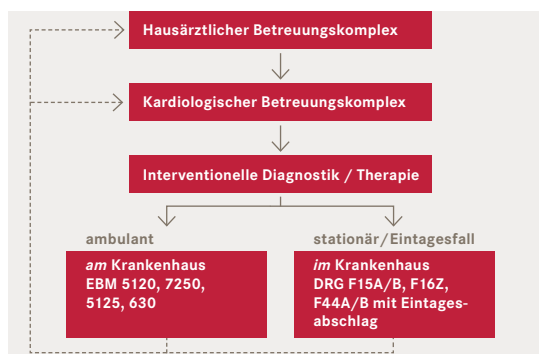 Hausärztlicher Betreuungskomplex
Kardiologischer Betreuungskomplex
Interventionelle Diagnostik / Therapie
ambulant
am Krankenhaus
EBM 5120, 7250,
5125, 630
stationär/Eintagesfall
im Krankenhaus
DRG F15A/B, F16Z,
F44A/B mit Eintages-
abschlag